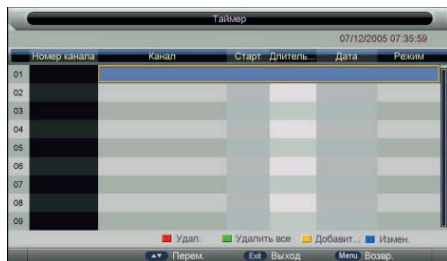 Таймер
07/12/2005 07:35:59
Номер канала Канал Старт Длитель... Дата Режим
01
02
03
04
05
06
07
08
09
Удал. Удалить все Добавит... Измен.
Перем. Exit Выход Menu Возвр.